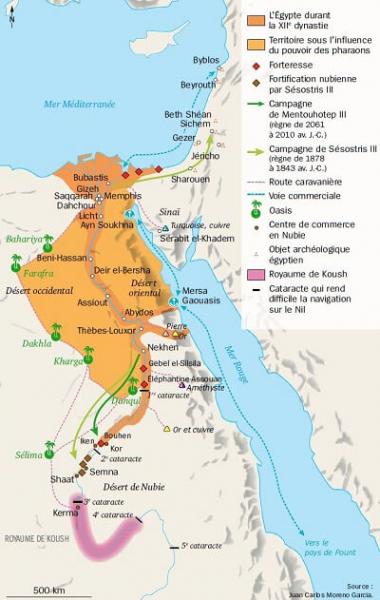 N
L'Égypte durant
la XIIe dynastie
Territoire sous l'influence
du pouvoir des pharaons
Forteresse
Fortification nubienne
par Sésostris III
Campagne
de Mentouhotep III
(règne de 2061
à 2010 av. J.-C.)
Campagne de Sésostris III
(règne de 1878
à 1843 av. J.-C.)
Route caravanière
Voie commerciale
Oasis
Centre de commerce
en Nubie
Objet archéologique
égyptien
Royaume de Koush
Cataracte qui rend
difficile la navigation
sur le Nil
Byblos
Beyrouth
Mer Méditerranée
Beth Shéan
Sichem
Gezer
Jéricho
Sharouen
Bubastis
Gizeh
Saqqarah
Memphis
Dahchour
Licht
Ayn Soukhna
Sinaï
Turquoise, cuivre
Sérabit el-Khadem
Bahariya
Farafra
Beni-Hassan
Deir el-Bersha
Désert occidental
Désert
oriental
Mersa
Gaouasis
Assiout
Abydos
Thèbes-Louxor
Pierre
Or
Nekhen
Dakhla
Kharga
Gebel el-Silsila
Éléphantine-Assouan
Améthyste
1re cataracte
Dunqul
Mer Rouge
Or et cuivre
Iken
Bouhen
Kor
2e cataracte
Sélima
Semna
Shaat
Désert de Nubie
3e cataracte
Kerma
4e cataracte
ROYAUME DE KOUSH
5e cataracte
Vers le
pays de Pount
500 km
Source :
Juan Carlos Moreno Garcia.